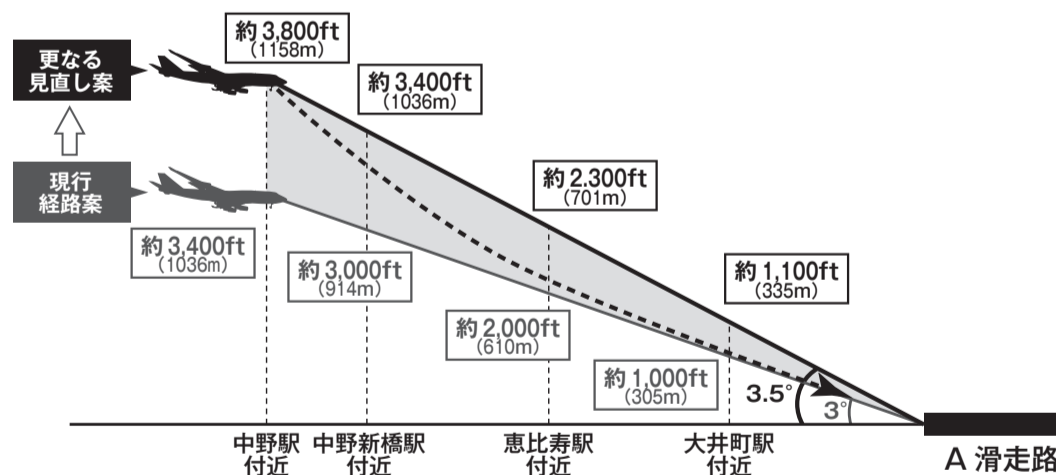 更なる
見直し案
現行
経路案
約3,800ft
(1158m)
約3,400ft
(1036m)
約2.300ft
(701m)
約1,100ft
(335m)
約3,400ft
(1036m)
約3,000ft
(914m)
約2,000ft
(610m)
約1,000ft
(305m)
3.5°
3°
中野駅
付近
中野新橋駅
付近
恵比寿駅
付近
大井町駅
付近
A 滑走路